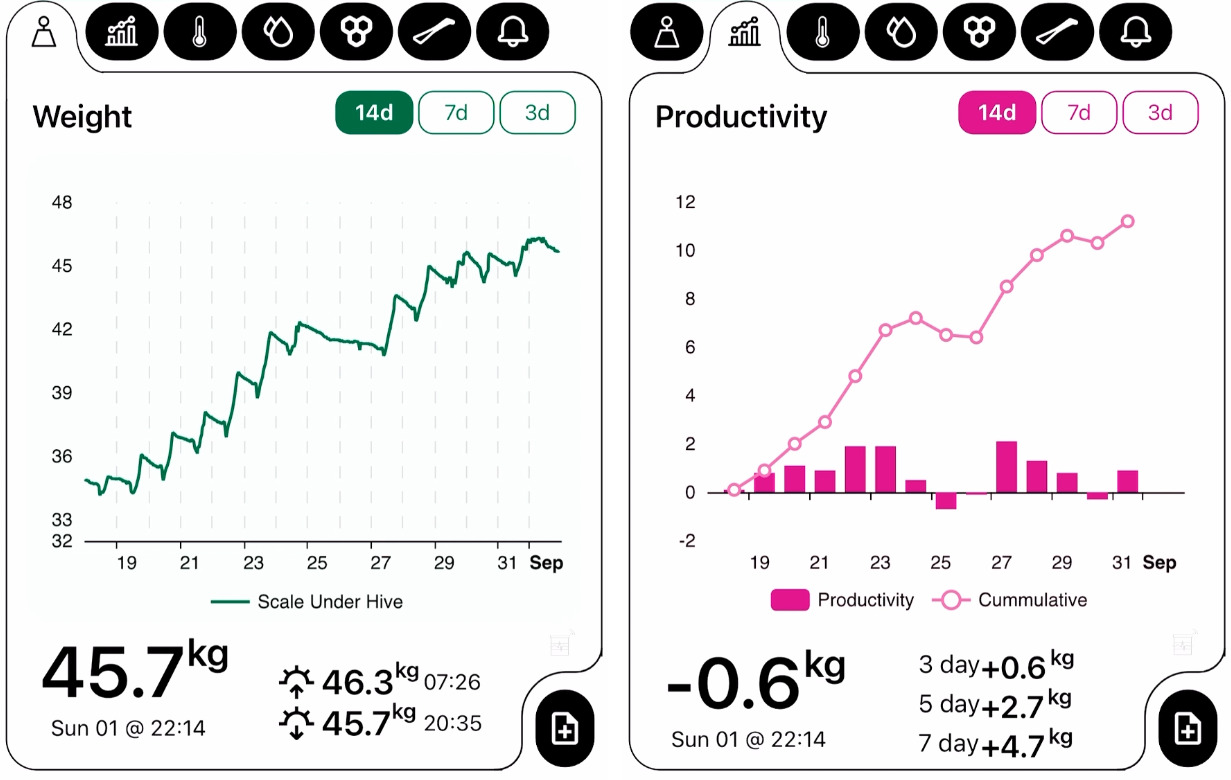 Weight
14d 7d 3d
48
45
42
39
36
33
32
19 21 23 25 27 29 31 Sep
Scale Under Hive
45.7kg
Sun 01 @ 22:14
46.3kg 07:26
45.7kg 20:35
Productivity
14d 7d 3d
12
10
8
6
4
2
0
-2
19 21 23 25 27 29 31 Sep
Productivity Cummulative
-0.6kg
Sun 01 @ 22:14
3 day+0.6kg
5 day+2.7kg
7 day+4.7kg